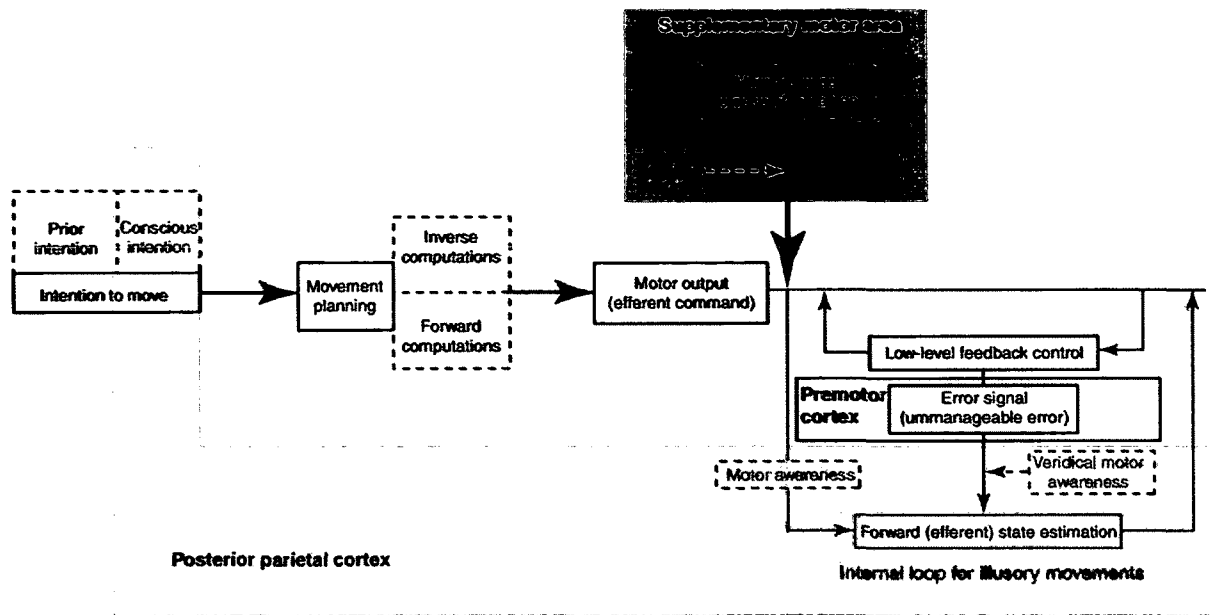 Supplementary motor area
Prior
intention
Conscious
intention
Intention to move
Movement
planning
Inverse
computations
Forward
computations
Motor output
(efferent command)
Low-level feedback control
Premotor
cortex
Error signal
(ummanageable error)
Motor awareness
Veridical motor
awareness
Forward (efferent) state estimation
Posterior parietal cortex
Internal loop for illusory movements